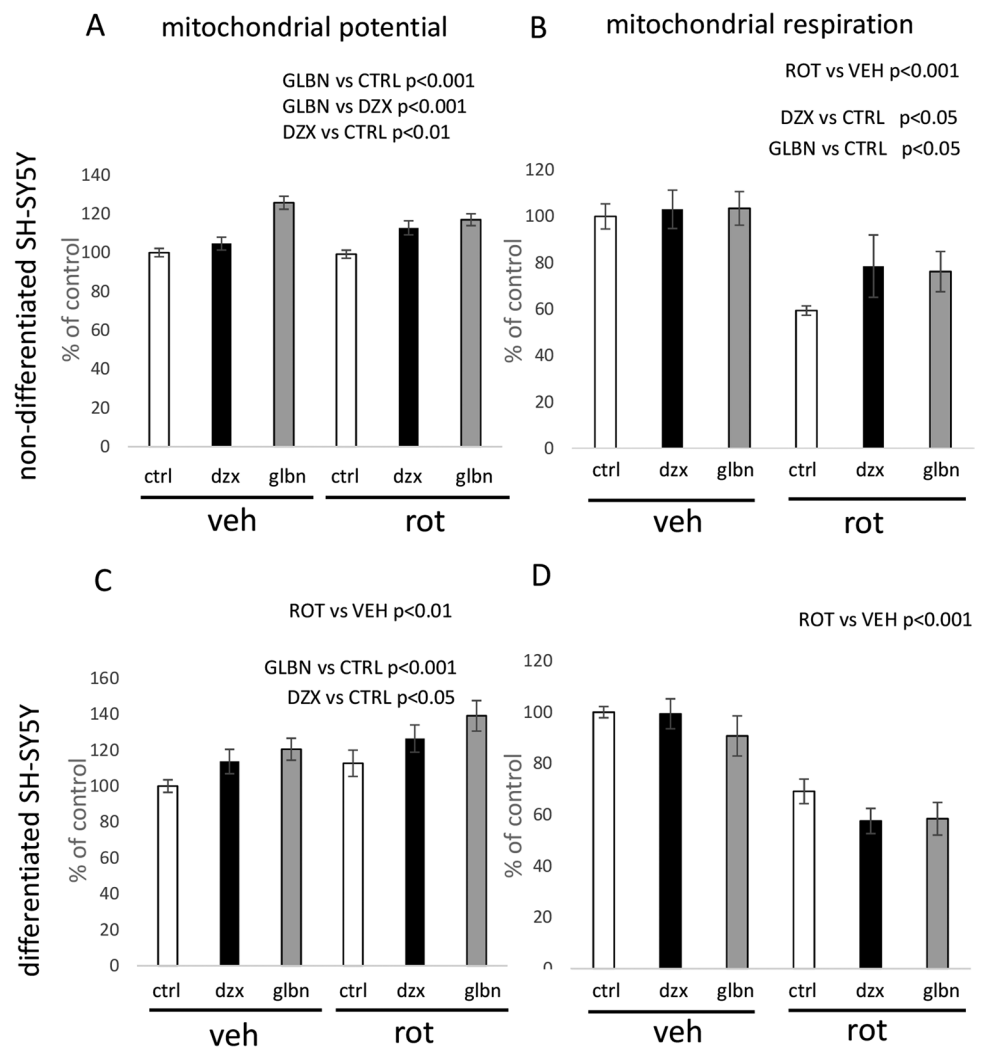 A
mitochondrial potential
B
mitochondrial respiration
GLBN vs CTRL p<0.001
GLBN vs DZX p<0.001
DZX vs CTRL p<0.01
ROT vs VEH p<0.001
DZX vs CTRL p<0.05
GLBN vs CTRL p<0.05
non-differentiated SH-SY5Y
% of control
140
120
100
80
60
40
20
0
ctrl dzx glbn ctrl dzx glbn
veh rot
% of control
120
100
80
60
40
20
0
ctrl dzx glbn ctrl dzx glbn
veh rot
C
ROT vs VEH p<0.01
GLBN vs CTRL p<0.001
DZX vs CTRL p<0.05
D
ROT vs VEH p<0.001
differentiated SH-SY5Y
% of control
160
140
120
100
80
60
40
20
0
ctrl dzx glbn ctrl dzx glbn
veh rot
% of control
120
100
80
60
40
20
0
ctrl dzx glbn ctrl dzx glbn
veh rot